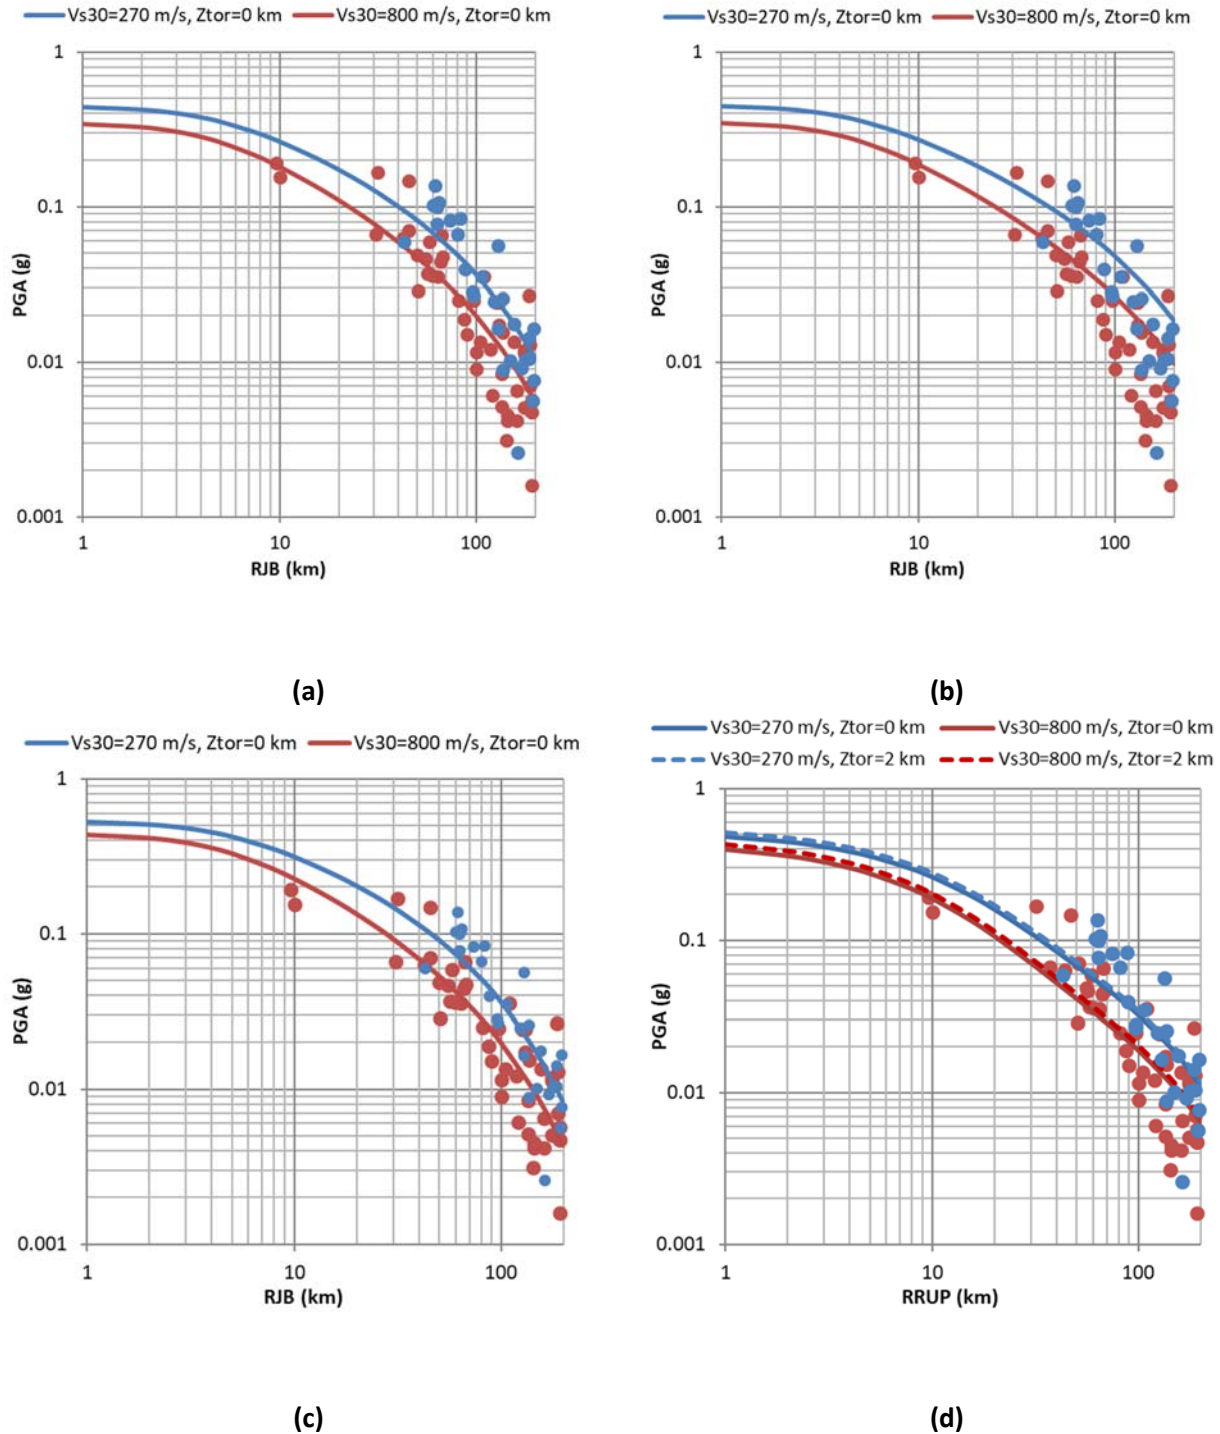 Vs30=270 m/s, Ztor=0 km Vs30=800 m/s, Ztor=0 km
1
0.1
0.01
0.001
PGA (g)
1 10 100
RJB (km)
(a)
Vs30=270 m/s, Ztor=0 km Vs30=800 m/s, Ztor=0 km
1
0.1
0.01
0.001
PGA (g)
1 10 100
RJB (km)
(b)
Vs30=270 m/s, Ztor=0 km Vs30=800 m/s, Ztor=0 km
1
0.1
0.01
0.001
PGA (g)
1 10 100
RJB (km)
(c)
Vs30=270 m/s, Ztor=0 km Vs30=800 m/s, Ztor=0 km
Vs30=270 m/s, Ztor=2 km Vs30=800 m/s, Ztor=2 km
1
0.1
0.01
0.001
PGA (g)
1 10 100
RRUP (km)
(d)